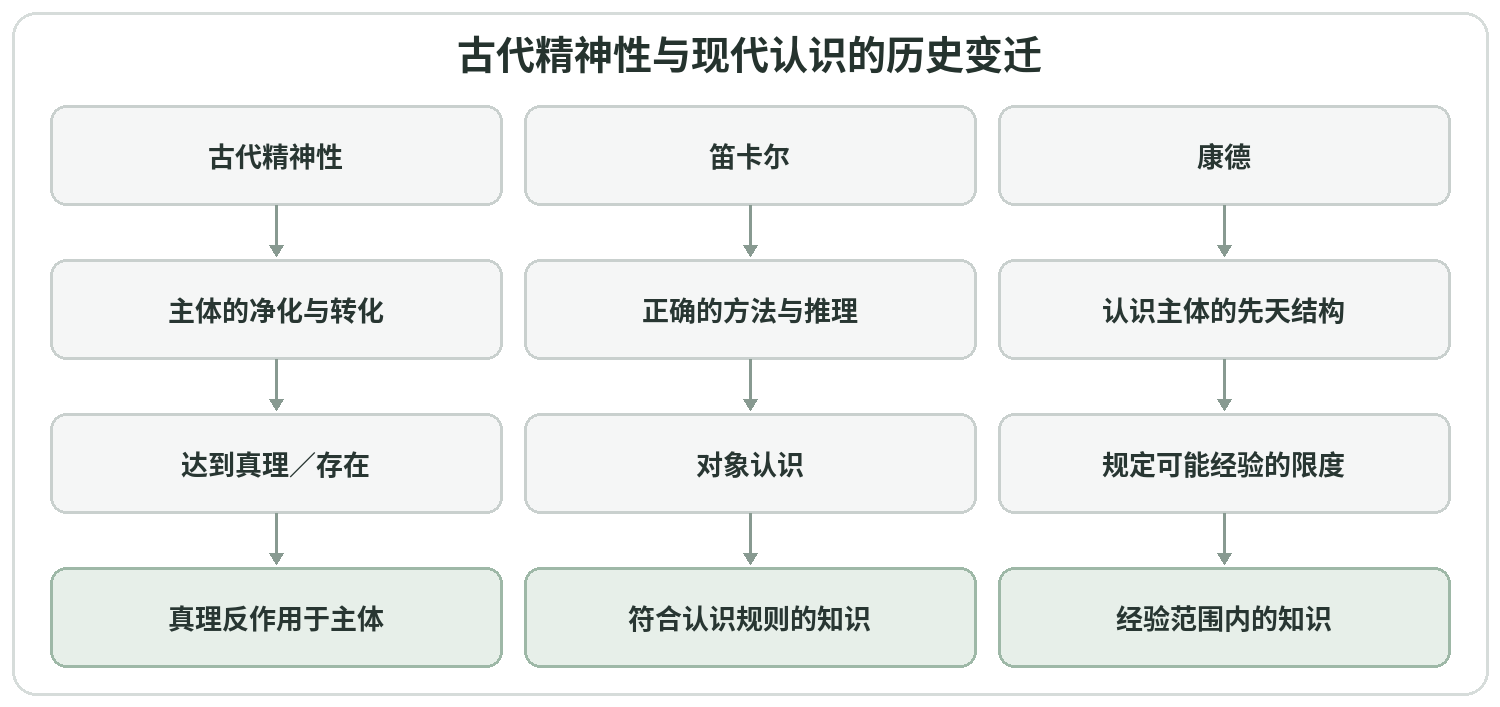 古代精神性与现代认识的历史变迁
古代精神性
笛卡尔
康德
主体的净化与转化
正确的方法与推理
认识主体的先天结构
达到真理／存在
对象认识
规定可能经验的限度
真理反作用于主体
符合认识规则的知识
经验范围内的知识